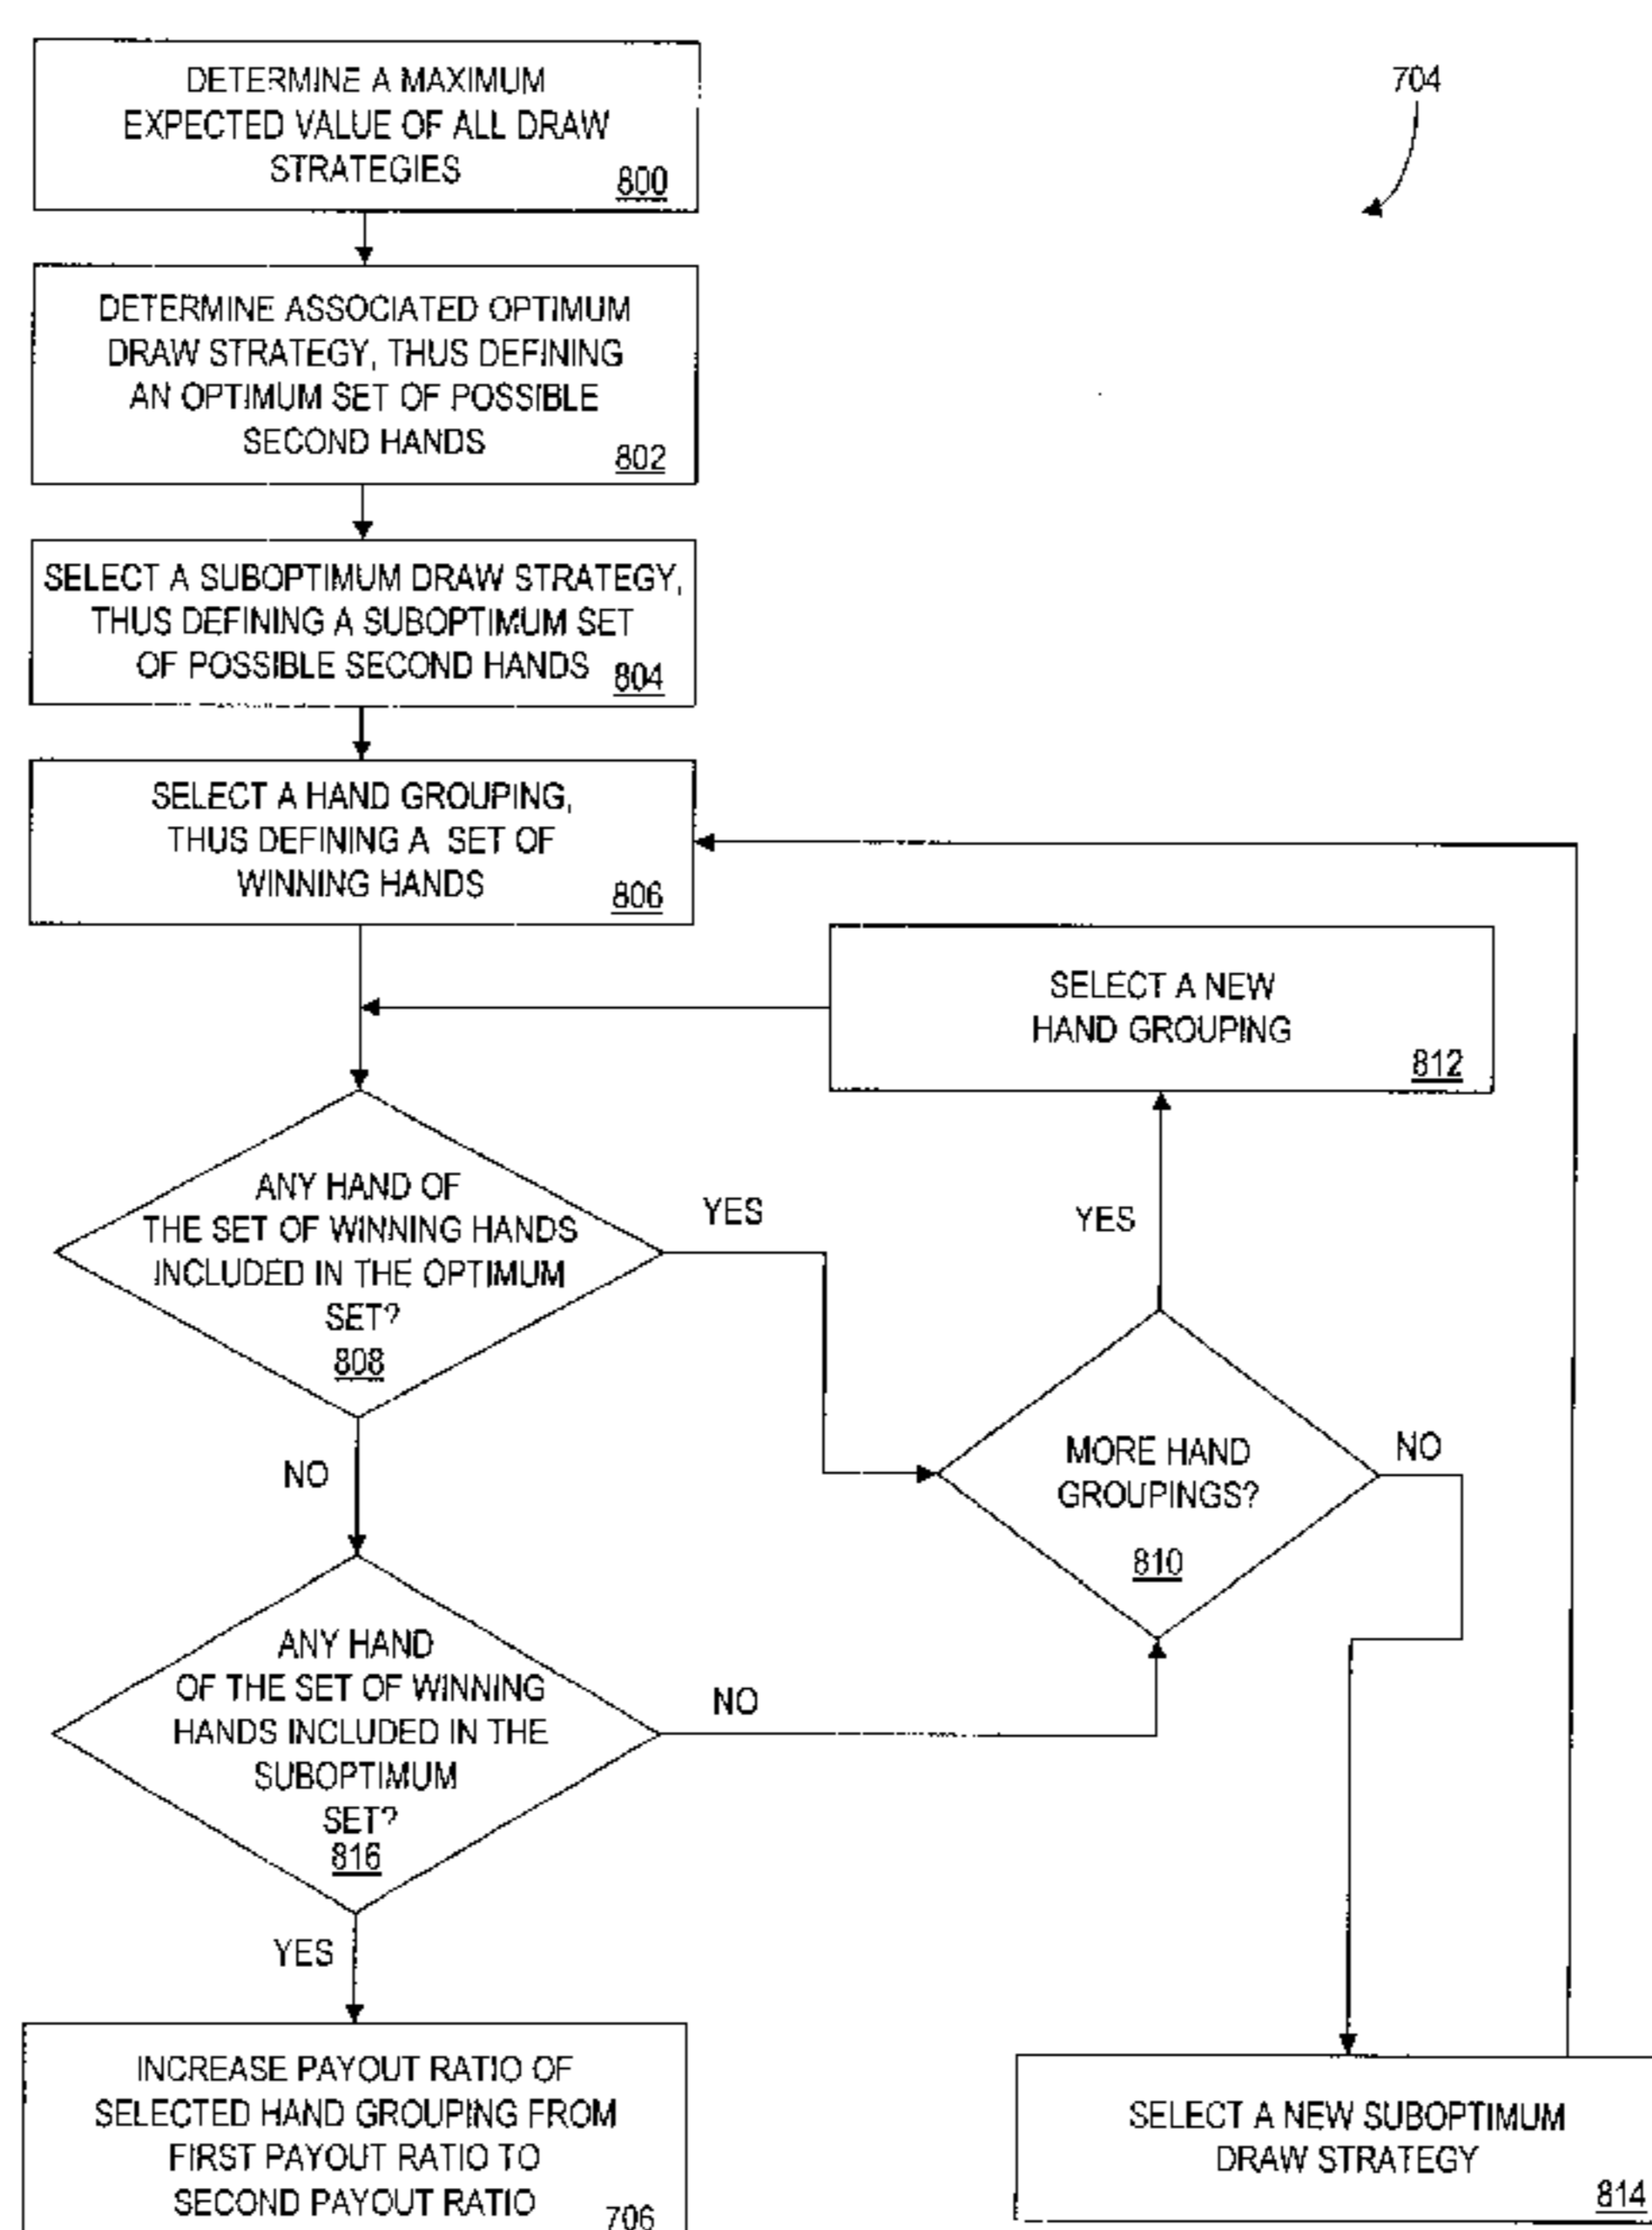 DETERMINE A MAXIMUM
EXPECTED VALUE OF ALL DRAW
STRATEGIES
800
704
DETERMINE ASSOCIATED OPTIMUM
DRAW STRATEGY, THUS DEFINING
AN OPTIMUM SET OF POSSIBLE
SECOND HANDS
802
SELECT A SUBOPTIMUM DRAW STRATEGY,
THUS DEFINING A SUBOPTIMUM SET
OF POSSIBLE SECOND HANDS
804
SELECT A HAND GROUPING,
THUS DEFINING A SET OF
WINNING HANDS
806
SELECT A NEW
HAND GROUPING
812
ANY HAND OF
THE SET OF WINNING HANDS
INCLUDED IN THE OPTIMUM
SET?
808
YES
YES
MORE HAND
GROUPINGS?
810
NO
NO
ANY HAND
OF THE SET OF WINNING
HANDS INCLUDED IN THE
SUBOPTIMUM
SET?
816
NO
YES
INCREASE PAYOUT RATIO OF
SELECTED HAND GROUPING FROM
FIRST PAYOUT RATIO TO
SECOND PAYOUT RATIO
706
SELECT A NEW SUBOPTIMUM
DRAW STRATEGY
814